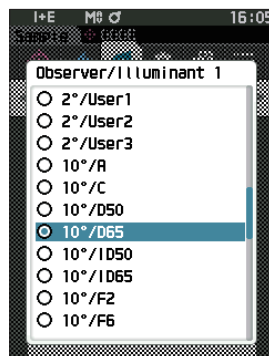 I+E M0 ♂ 16:05
Sample
Observer/Illuminant 1
2°/User1
2°/User2
2°/User3
10°/A
10°/C
10°/D50
10°/D65
10°/ID50
10°/ID65
10°/F2
10°/F6